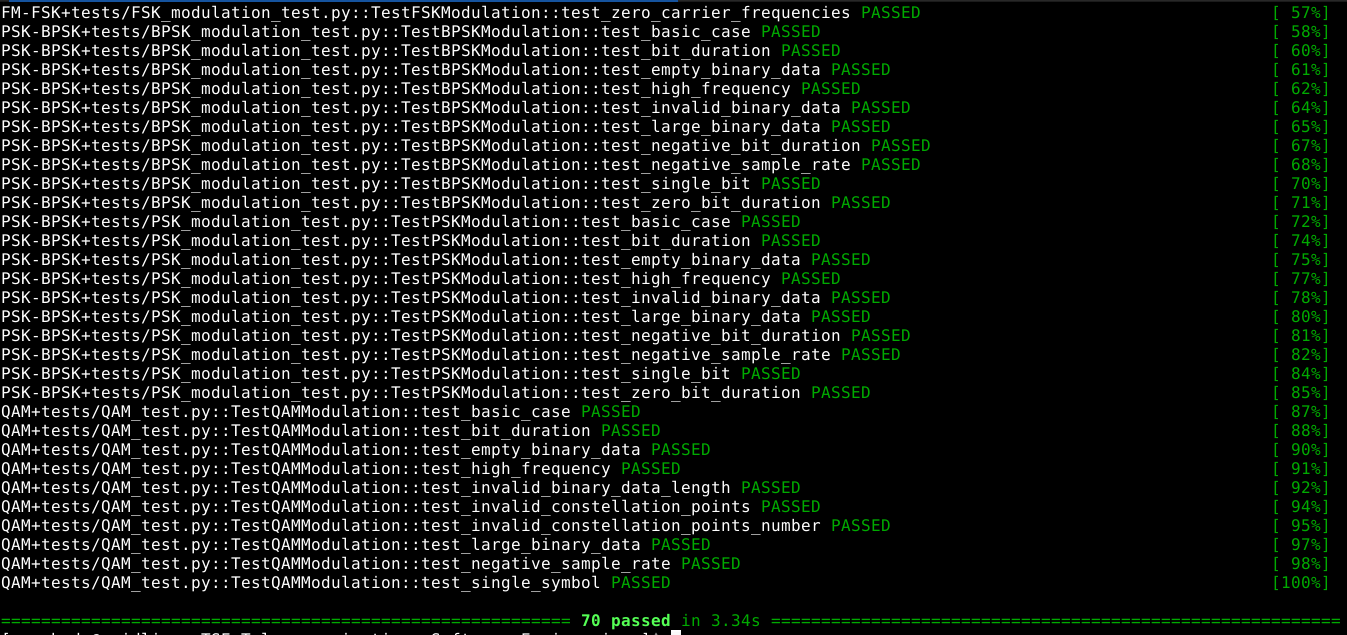 FM-FSK+tests/FSK_modulation_test.py::TestFSKModulation::test_zero_carrier_frequencies PASSED [ 57%]
PSK-BPSK+tests/BPSK_modulation_test.py::TestBPSKModulation::test_basic_case PASSED [ 58%]
PSK-BPSK+tests/BPSK_modulation_test.py::TestBPSKModulation::test_bit_duration PASSED [ 60%]
PSK-BPSK+tests/BPSK_modulation_test.py::TestBPSKModulation::test_empty_binary_data PASSED [ 61%]
PSK-BPSK+tests/BPSK_modulation_test.py::TestBPSKModulation::test_high_frequency PASSED [ 62%]
PSK-BPSK+tests/BPSK_modulation_test.py::TestBPSKModulation::test_invalid_binary_data PASSED [ 64%]
PSK-BPSK+tests/BPSK_modulation_test.py::TestBPSKModulation::test_large_binary_data PASSED [ 65%]
PSK-BPSK+tests/BPSK_modulation_test.py::TestBPSKModulation::test_negative_bit_duration PASSED [ 67%]
PSK-BPSK+tests/BPSK_modulation_test.py::TestBPSKModulation::test_negative_sample_rate PASSED [ 68%]
PSK-BPSK+tests/BPSK_modulation_test.py::TestBPSKModulation::test_single_bit PASSED [ 70%]
PSK-BPSK+tests/BPSK_modulation_test.py::TestBPSKModulation::test_zero_bit_duration PASSED [ 71%]
PSK-BPSK+tests/PSK_modulation_test.py::TestPSKModulation::test_basic_case PASSED [ 72%]
PSK-BPSK+tests/PSK_modulation_test.py::TestPSKModulation::test_bit_duration PASSED [ 74%]
PSK-BPSK+tests/PSK_modulation_test.py::TestPSKModulation::test_empty_binary_data PASSED [ 75%]
PSK-BPSK+tests/PSK_modulation_test.py::TestPSKModulation::test_high_frequency PASSED [ 77%]
PSK-BPSK+tests/PSK_modulation_test.py::TestPSKModulation::test_invalid_binary_data PASSED [ 78%]
PSK-BPSK+tests/PSK_modulation_test.py::TestPSKModulation::test_large_binary_data PASSED [ 80%]
PSK-BPSK+tests/PSK_modulation_test.py::TestPSKModulation::test_negative_bit_duration PASSED [ 81%]
PSK-BPSK+tests/PSK_modulation_test.py::TestPSKModulation::test_negative_sample_rate PASSED [ 82%]
PSK-BPSK+tests/PSK_modulation_test.py::TestPSKModulation::test_single_bit PASSED [ 84%]
PSK-BPSK+tests/PSK_modulation_test.py::TestPSKModulation::test_zero_bit_duration PASSED [ 85%]
QAM+tests/QAM_test.py::TestQAMModulation::test_basic_case PASSED [ 87%]
QAM+tests/QAM_test.py::TestQAMModulation::test_bit_duration PASSED [ 88%]
QAM+tests/QAM_test.py::TestQAMModulation::test_empty_binary_data PASSED [ 90%]
QAM+tests/QAM_test.py::TestQAMModulation::test_high_frequency PASSED [ 91%]
QAM+tests/QAM_test.py::TestQAMModulation::test_invalid_binary_data_length PASSED [ 92%]
QAM+tests/QAM_test.py::TestQAMModulation::test_invalid_constellation_points PASSED [ 94%]
QAM+tests/QAM_test.py::TestQAMModulation::test_invalid_constellation_points_number PASSED [ 95%]
QAM+tests/QAM_test.py::TestQAMModulation::test_large_binary_data PASSED [ 97%]
QAM+tests/QAM_test.py::TestQAMModulation::test_negative_sample_rate PASSED [ 98%]
QAM+tests/QAM_test.py::TestQAMModulation::test_single_symbol PASSED [100%]
70 passed in 3.34s